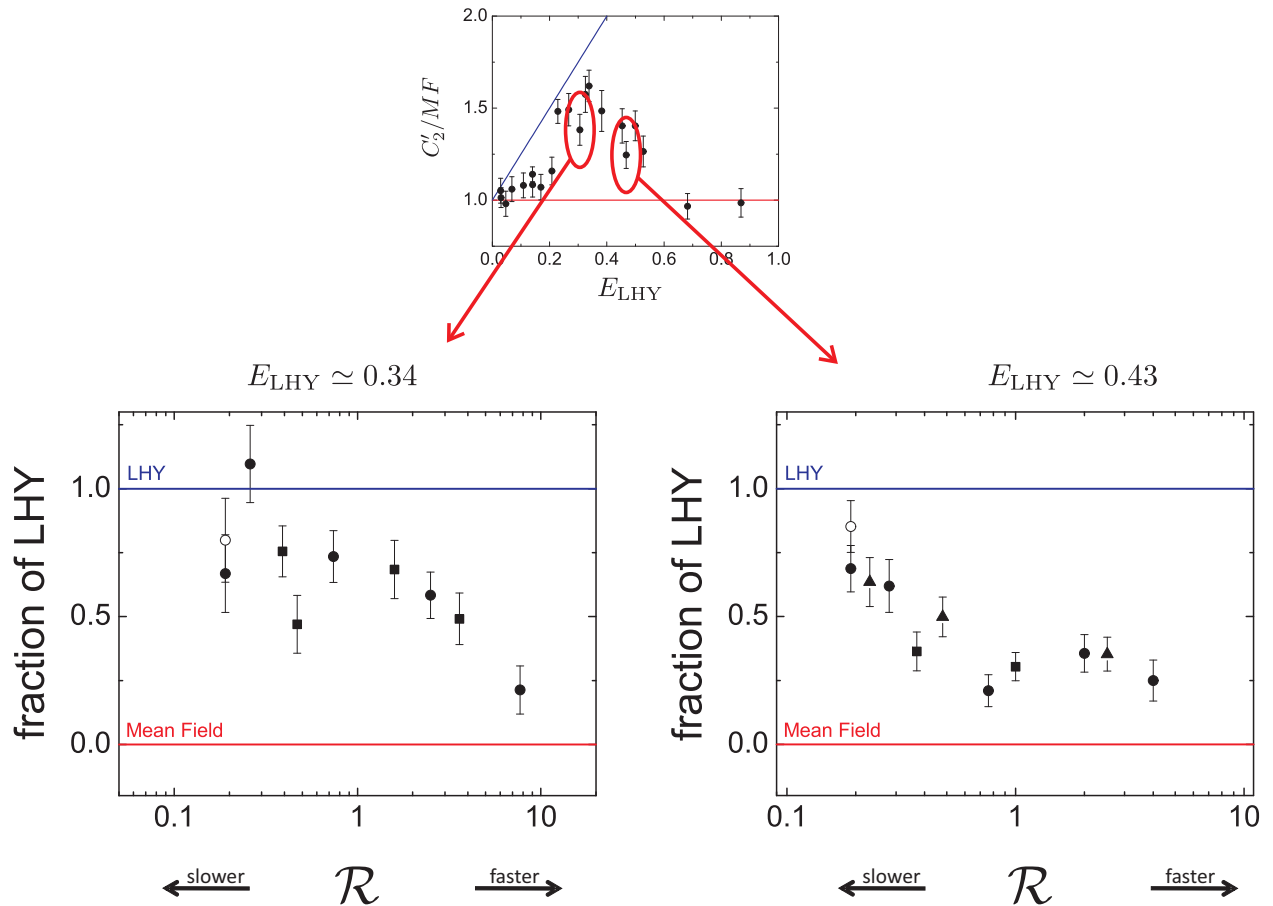 2.0
1.5
1.0
C′₂/MF
0.0 0.2 0.4 0.6 0.8 1.0
E_LHY
E_LHY ≃ 0.34
E_LHY ≃ 0.43
fraction of LHY
1.0
0.5
0.0
LHY
Mean Field
0.1 1 10
slower ℛ faster
fraction of LHY
1.0
0.5
0.0
LHY
Mean Field
0.1 1 10
slower ℛ faster